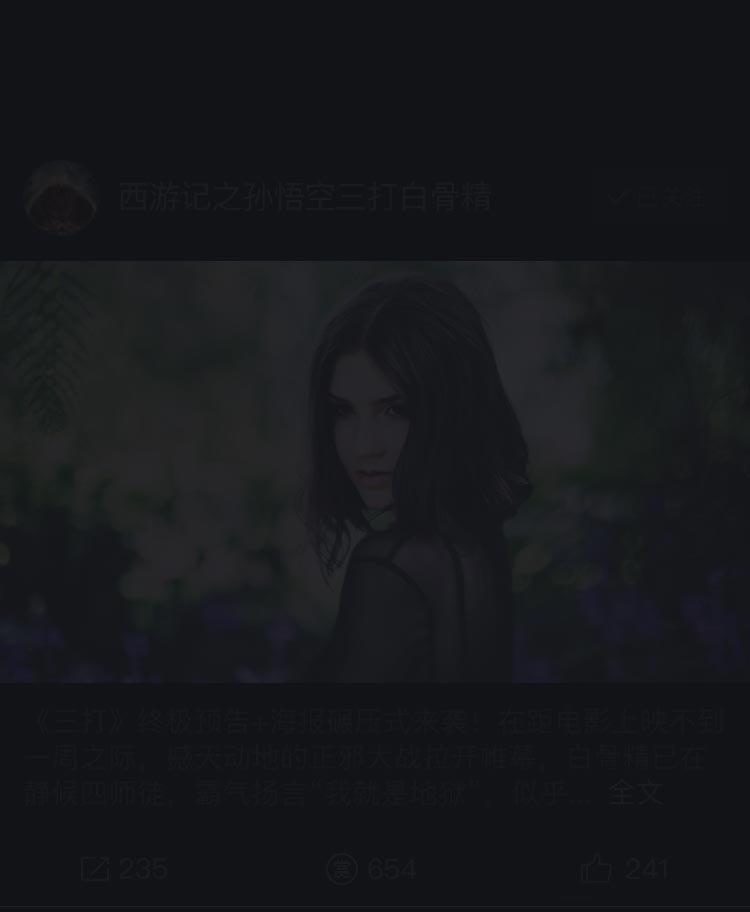 西游记之孙悟空三打白骨精
已关注
《三打》终极预告+海报碾压式来袭！在距电影上映不到
一周之际，撼天动地的正邪大战拉开帷幕，白骨精已在
静候四师徒，霸气扬言“我就是地狱”，似乎... 全文
235 赏 654 241